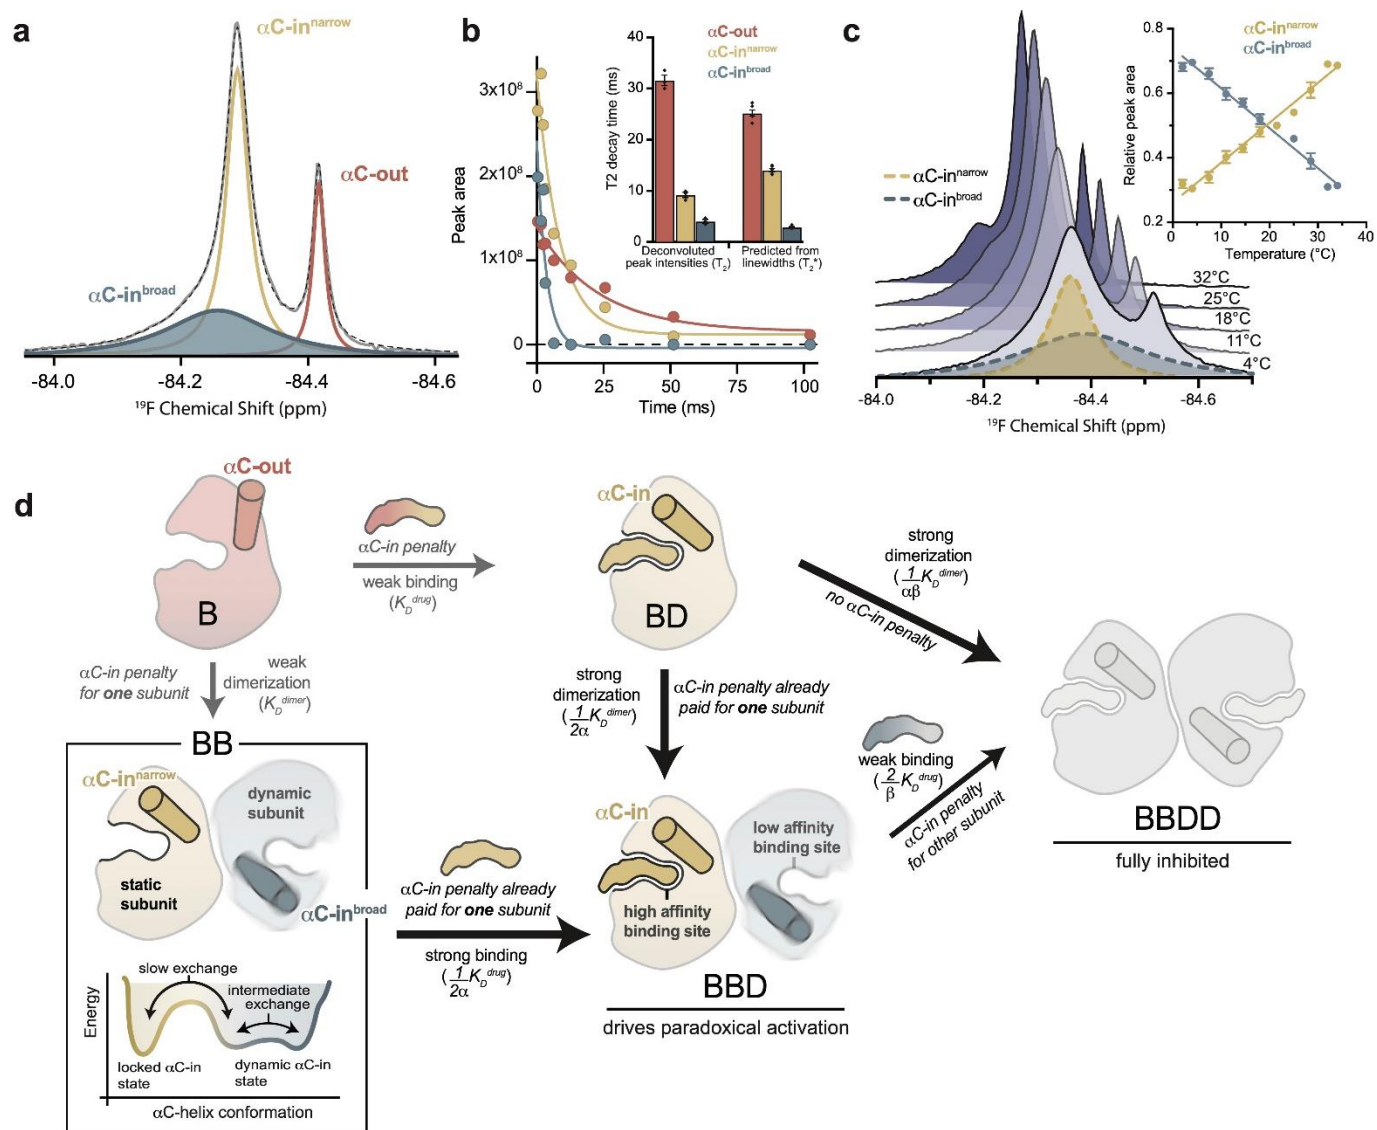 a
αC-in^narrow
αC-out
αC-in^broad
-84.0 -84.2 -84.4 -84.6
¹⁹F Chemical Shift (ppm)
b
αC-out
αC-in^narrow
αC-in^broad
3x10⁸
2x10⁸
1x10⁸
0
Peak area
0 25 50 75 100
Time (ms)
40
30
20
10
0
T2 decay time (ms)
Deconvoluted
peak intensities (T₂)
Predicted from
linewidths (T₂*)
c
αC-in^narrow
αC-in^broad
αC-in^narrow
αC-in^broad
0.8
0.6
0.4
0.2
Relative peak area
0 10 20 30 40
Temperature (°C)
32°C
25°C
18°C
11°C
4°C
-84.0 -84.2 -84.4 -84.6
¹⁹F Chemical Shift (ppm)
d
αC-out
B
αC-in penalty
weak binding
(K_D^drug)
αC-in
BD
strong
dimerization
(1/αβ K_D^dimer)
no αC-in penalty
αC-in penalty
for one subunit
weak
dimerization
(K_D^dimer)
strong
dimerization
(1/2α K_D^dimer)
αC-in penalty already
paid for one subunit
BB
αC-in^narrow
dynamic
subunit
static
subunit
αC-in^broad
slow exchange
intermediate
exchange
Energy
locked αC-in
state
dynamic αC-in
state
αC-helix conformation
αC-in penalty already
paid for one subunit
strong binding
(1/2α K_D^drug)
αC-in
low affinity
binding site
high affinity
binding site
BBD
drives paradoxical activation
weak binding
(2/β K_D^drug)
αC-in penalty
for other subunit
BBDD
fully inhibited